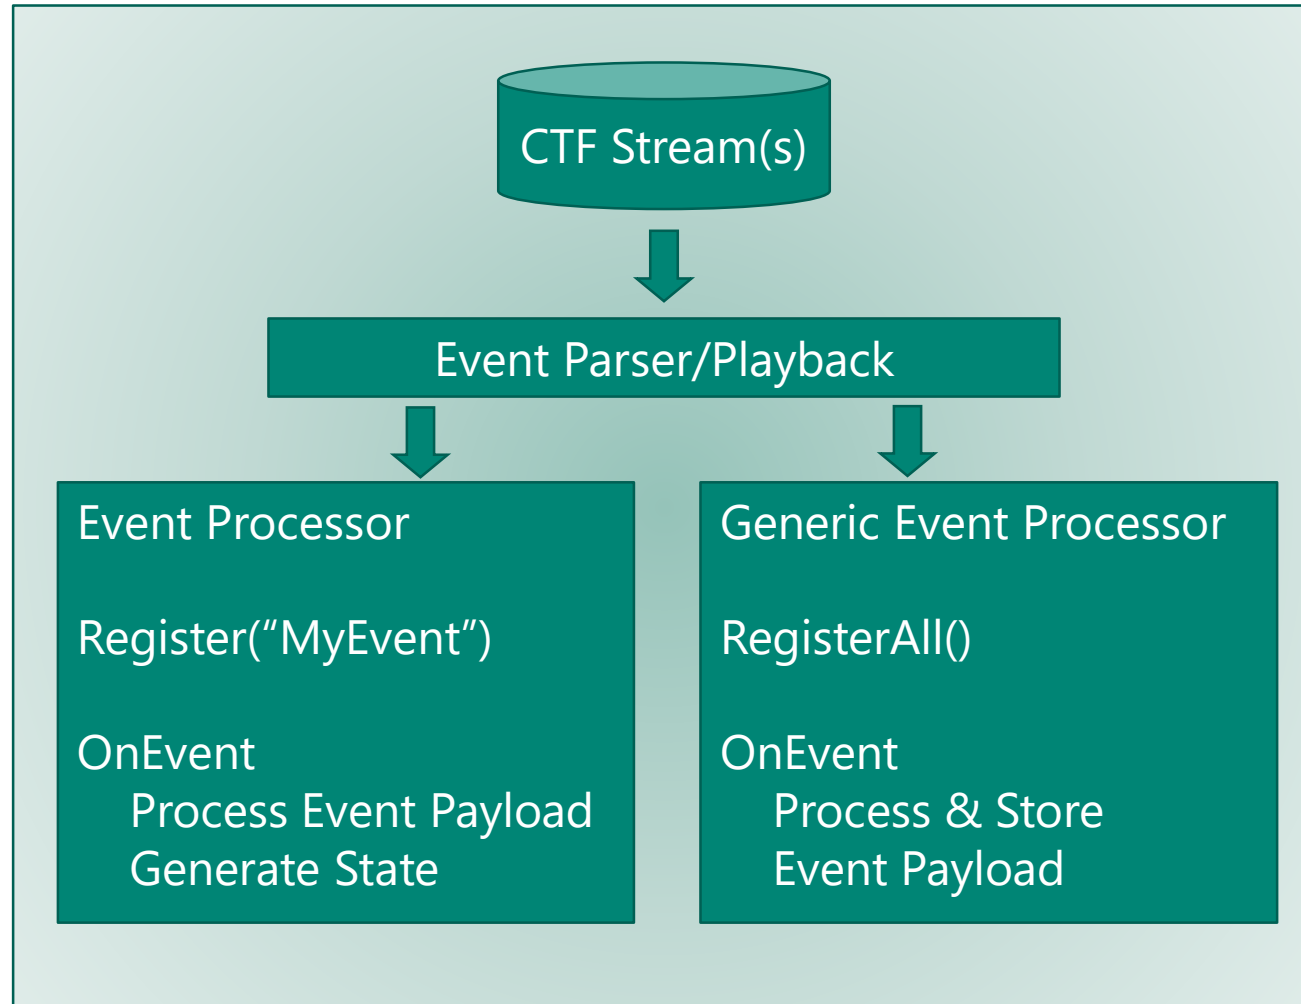 CTF Stream(s)
Event Parser/Playback
Event Processor
Register(“MyEvent”)
OnEvent
Process Event Payload
Generate State
Generic Event Processor
RegisterAll()
OnEvent
Process & Store
Event Payload